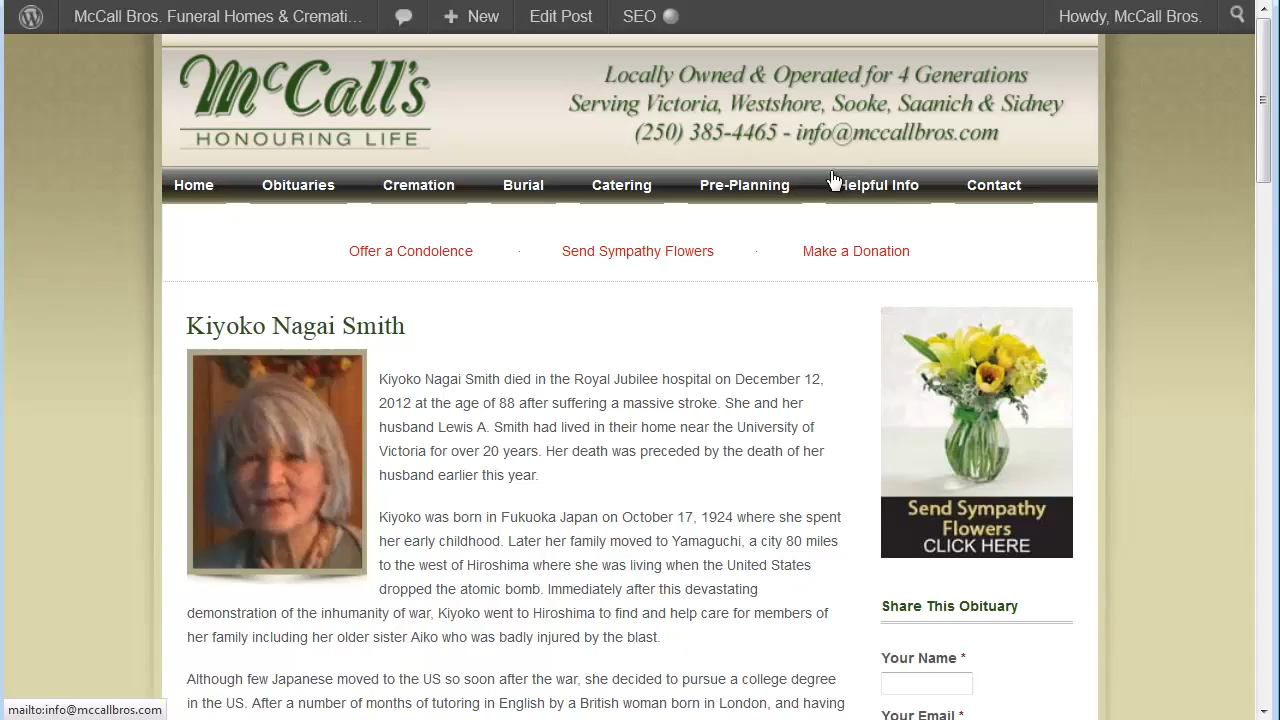 McCall Bros. Funeral Homes & Cremati...
New
Edit Post
SEO
Howdy, McCall Bros.
McCall's
HONOURING LIFE
Locally Owned & Operated for 4 Generations
Serving Victoria, Westshore, Sooke, Saanich & Sidney
(250) 385-4465 - info@mccallbros.com
Home Obituaries Cremation Burial Catering Pre-Planning Helpful Info Contact
Offer a Condolence · Send Sympathy Flowers · Make a Donation
Kiyoko Nagai Smith
Kiyoko Nagai Smith died in the Royal Jubilee hospital on December 12,
2012 at the age of 88 after suffering a massive stroke. She and her
husband Lewis A. Smith had lived in their home near the University of
Victoria for over 20 years. Her death was preceded by the death of her
husband earlier this year.
Kiyoko was born in Fukuoka Japan on October 17, 1924 where she spent
her early childhood. Later her family moved to Yamaguchi, a city 80 miles
to the west of Hiroshima where she was living when the United States
dropped the atomic bomb. Immediately after this devastating
demonstration of the inhumanity of war, Kiyoko went to Hiroshima to find and help care for members of
her family including her older sister Aiko who was badly injured by the blast.
Although few Japanese moved to the US so soon after the war, she decided to pursue a college degree
in the US. After a number of months of tutoring in English by a British woman born in London, and having
Send Sympathy
Flowers
CLICK HERE
Share This Obituary
Your Name *
Your Email *
mailto:info@mccallbros.com